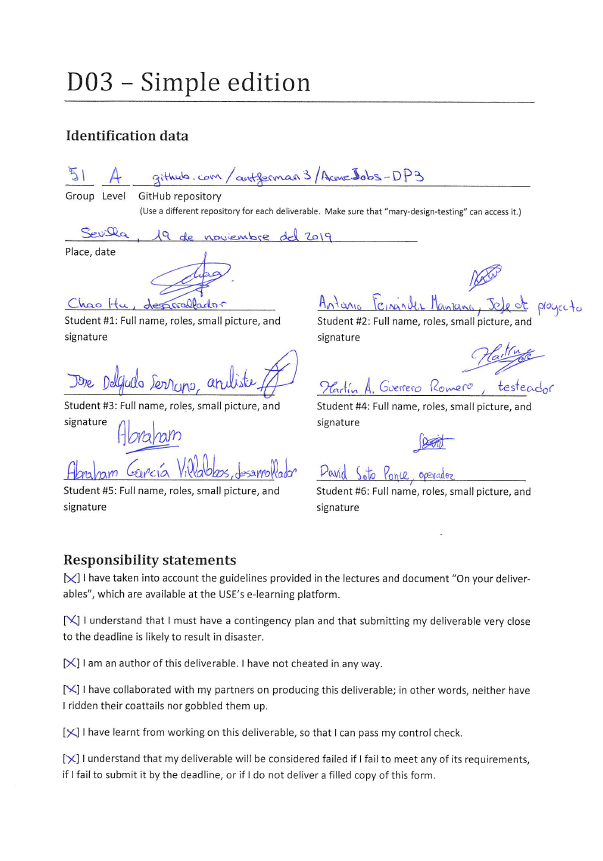 D03 – Simple edition
Identification data
51 A github.com/antferman3/AcmeJobs-DP3
Group Level GitHub repository
(Use a different repository for each deliverable. Make sure that "mary-design-testing" can access it.)
Sevilla, 19 de noviembre del 2019
Place, date
Chao
Chao Hu, desarrollador
Student #1: Full name, roles, small picture, and
signature
Antonio Fernández Manzano, Jefe de proyecto
Student #2: Full name, roles, small picture, and
signature
Jose Delgado Serrano, analista
Student #3: Full name, roles, small picture, and
signature
Martín
Martín A. Guerrero Romero, testeador
Student #4: Full name, roles, small picture, and
signature
Abraham
Abraham García Villalobos, desarrollador
Student #5: Full name, roles, small picture, and
signature
David
David Soto Ponce, operador
Student #6: Full name, roles, small picture, and
signature
Responsibility statements
[X] I have taken into account the guidelines provided in the lectures and document "On your deliver-
ables", which are available at the USE's e-learning platform.
[X] I understand that I must have a contingency plan and that submitting my deliverable very close
to the deadline is likely to result in disaster.
[X] I am an author of this deliverable. I have not cheated in any way.
[X] I have collaborated with my partners on producing this deliverable; in other words, neither have
I ridden their coattails nor gobbled them up.
[X] I have learnt from working on this deliverable, so that I can pass my control check.
[X] I understand that my deliverable will be considered failed if I fail to meet any of its requirements,
if I fail to submit it by the deadline, or if I do not deliver a filled copy of this form.